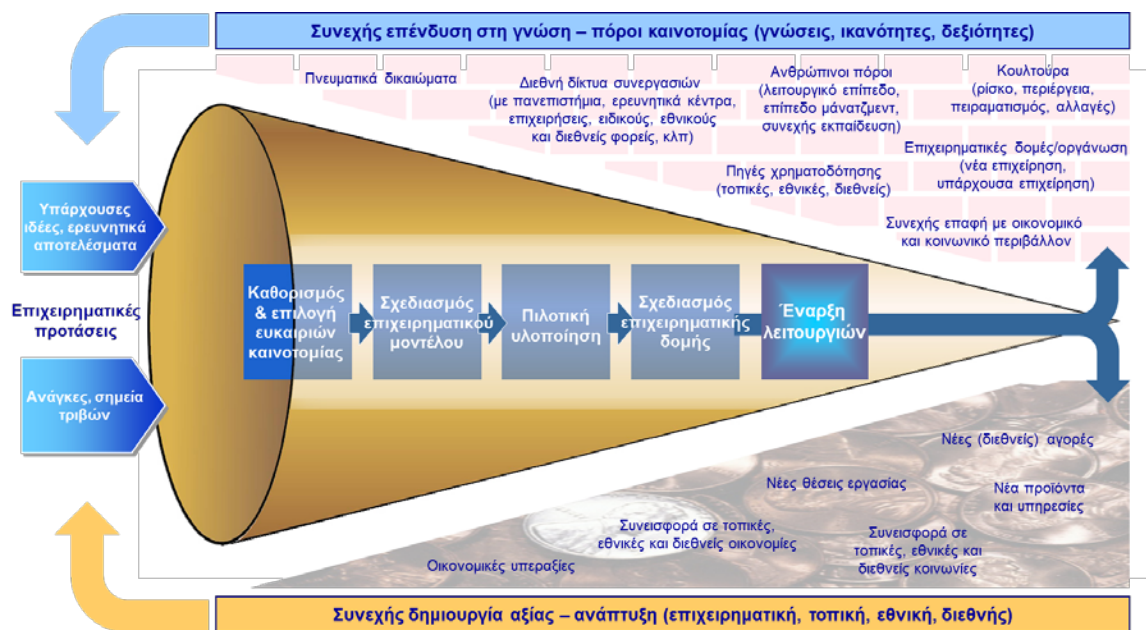 Συνεχής επένδυση στη γνώση – πόροι καινοτομίας (γνώσεις, ικανότητες, δεξιότητες)
Πνευματικά δικαιώματα
Διεθνή δίκτυα συνεργασιών
(με πανεπιστήμια, ερευνητικά κέντρα,
επιχειρήσεις, ειδικούς, εθνικούς
και διεθνείς φορείς, κλπ)
Ανθρώπινοι πόροι
(λειτουργικό επίπεδο,
επίπεδο μάνατζμεντ,
συνεχής εκπαίδευση)
Κουλτούρα
(ρίσκο, περιέργεια,
πειραματισμός, αλλαγές)
Επιχειρηματικές δομές/οργάνωση
(νέα επιχείρηση,
υπάρχουσα επιχείρηση)
Πηγές χρηματοδότησης
(τοπικές, εθνικές, διεθνείς)
Συνεχής επαφή με οικονομικό
και κοινωνικό περιβάλλον
Υπάρχουσες
ιδέες, ερευνητικά
αποτελέσματα
Επιχειρηματικές
προτάσεις
Ανάγκες, σημεία
τριβών
Καθορισμός
& επιλογή
ευκαιριών
καινοτομίας
Σχεδιασμός
επιχειρηματικού
μοντέλου
Πιλοτική
υλοποίηση
Σχεδιασμός
επιχειρηματικής
δομής
Έναρξη
λειτουργιών
Νέες (διεθνείς) αγορές
Νέες θέσεις εργασίας
Νέα προϊόντα
και υπηρεσίες
Συνεισφορά σε τοπικές,
εθνικές και διεθνείς οικονομίες
Συνεισφορά σε
τοπικές, εθνικές και
διεθνείς κοινωνίες
Οικονομικές υπεραξίες
Συνεχής δημιουργία αξίας – ανάπτυξη (επιχειρηματική, τοπική, εθνική, διεθνής)